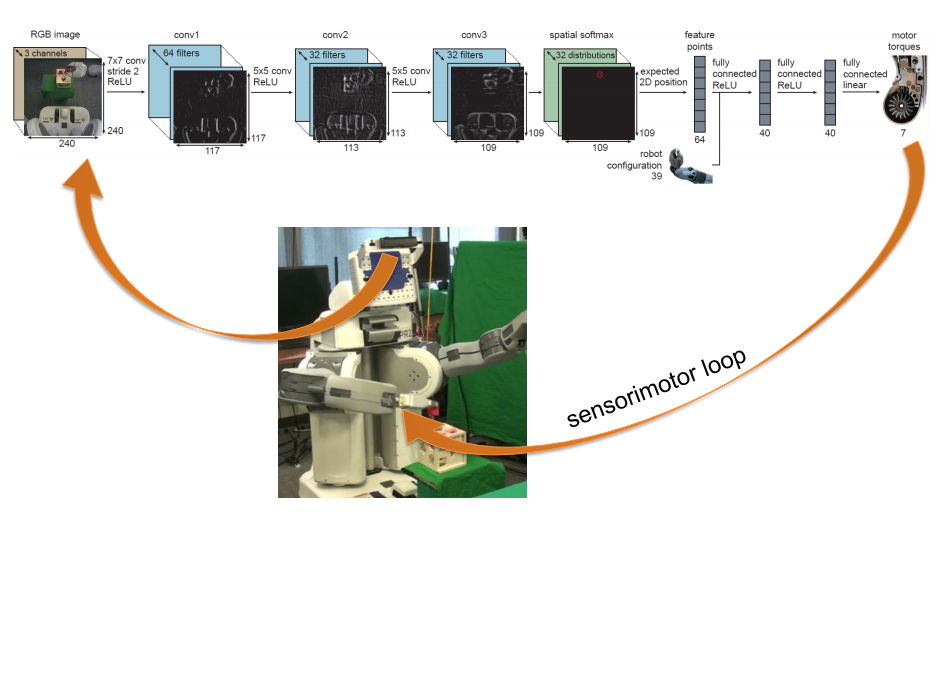 RGB image
3 channels
240
240
7x7 conv
stride 2
ReLU
conv1
64 filters
117
117
5x5 conv
ReLU
conv2
32 filters
113
113
5x5 conv
ReLU
conv3
32 filters
109
109
spatial softmax
32 distributions
109
109
expected
2D position
feature
points
64
robot
configuration
39
fully
connected
ReLU
40
fully
connected
ReLU
40
fully
connected
linear
motor
torques
7
sensorimotor loop